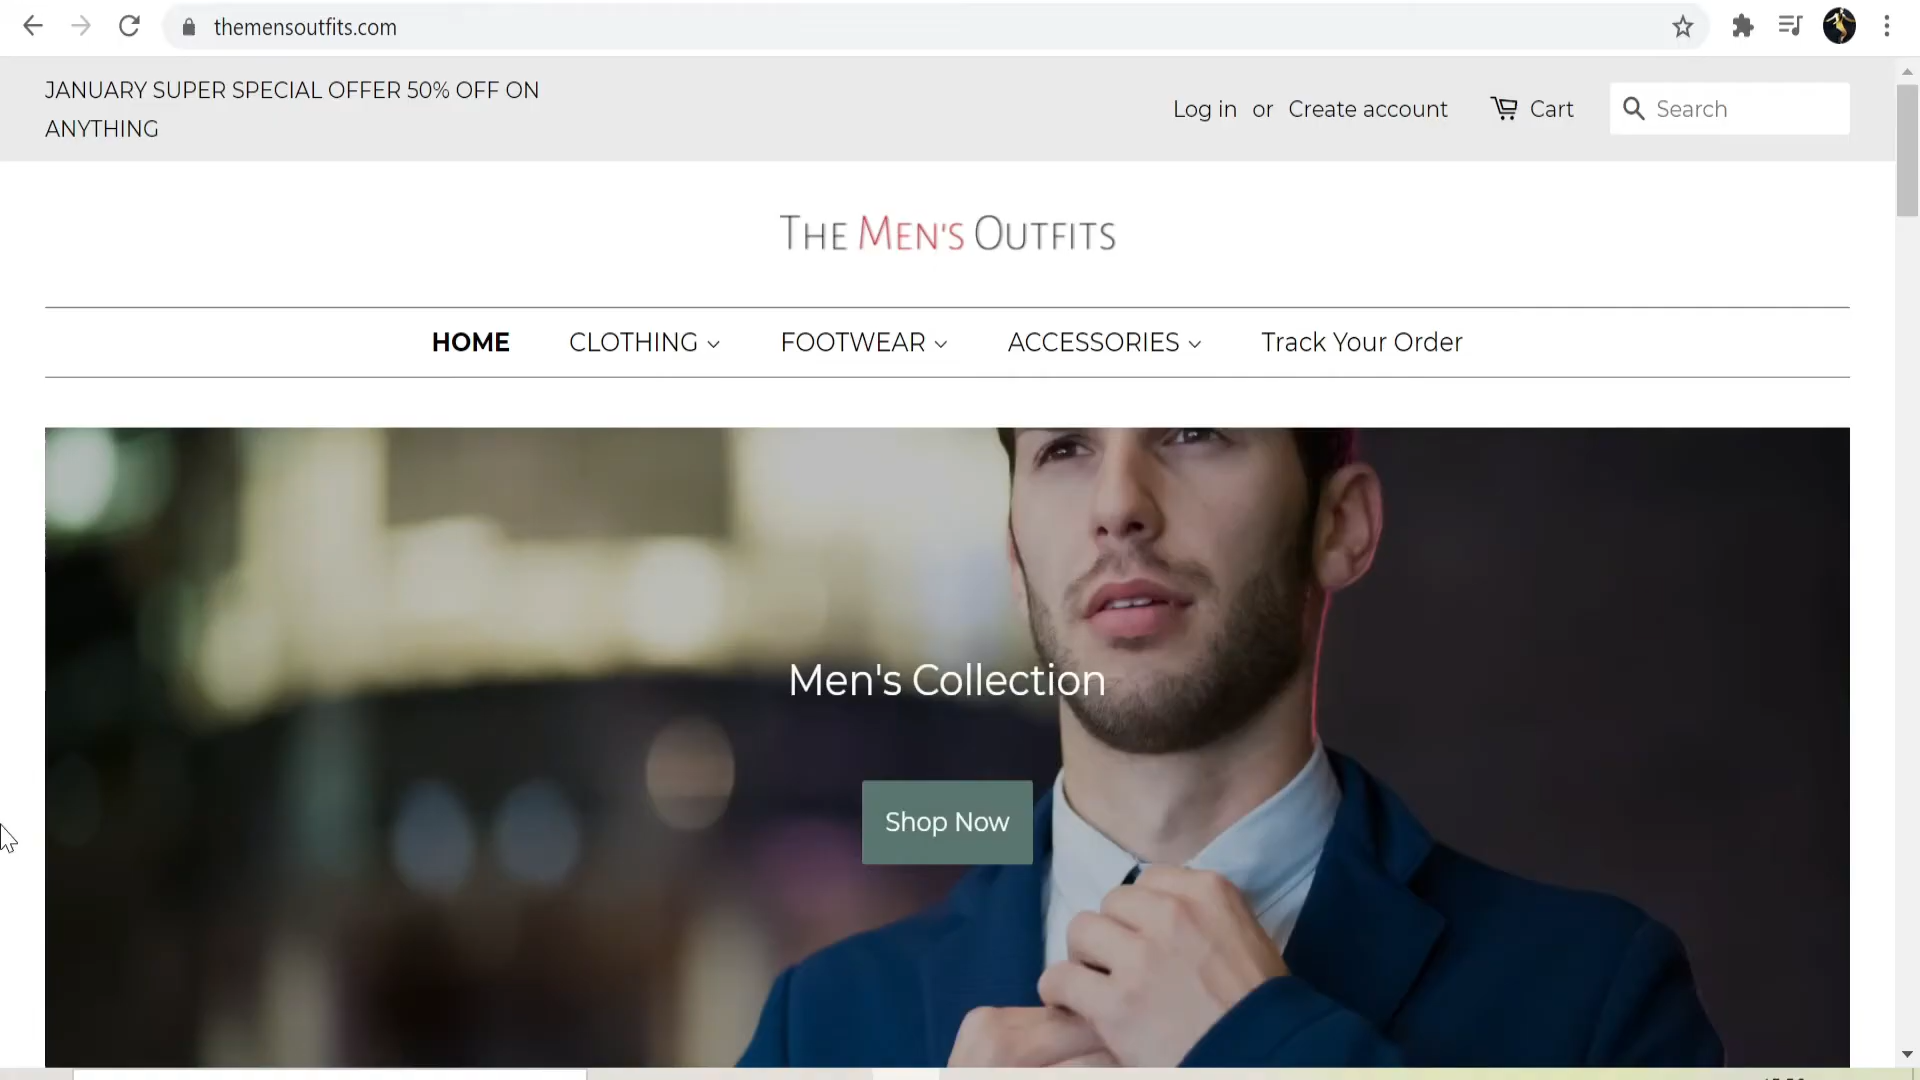 themensoutfits.com
JANUARY SUPER SPECIAL OFFER 50% OFF ON
ANYTHING
Log in or Create account Cart Search
THE MEN'S OUTFITS
HOME CLOTHING FOOTWEAR ACCESSORIES Track Your Order
Men's Collection
Shop Now